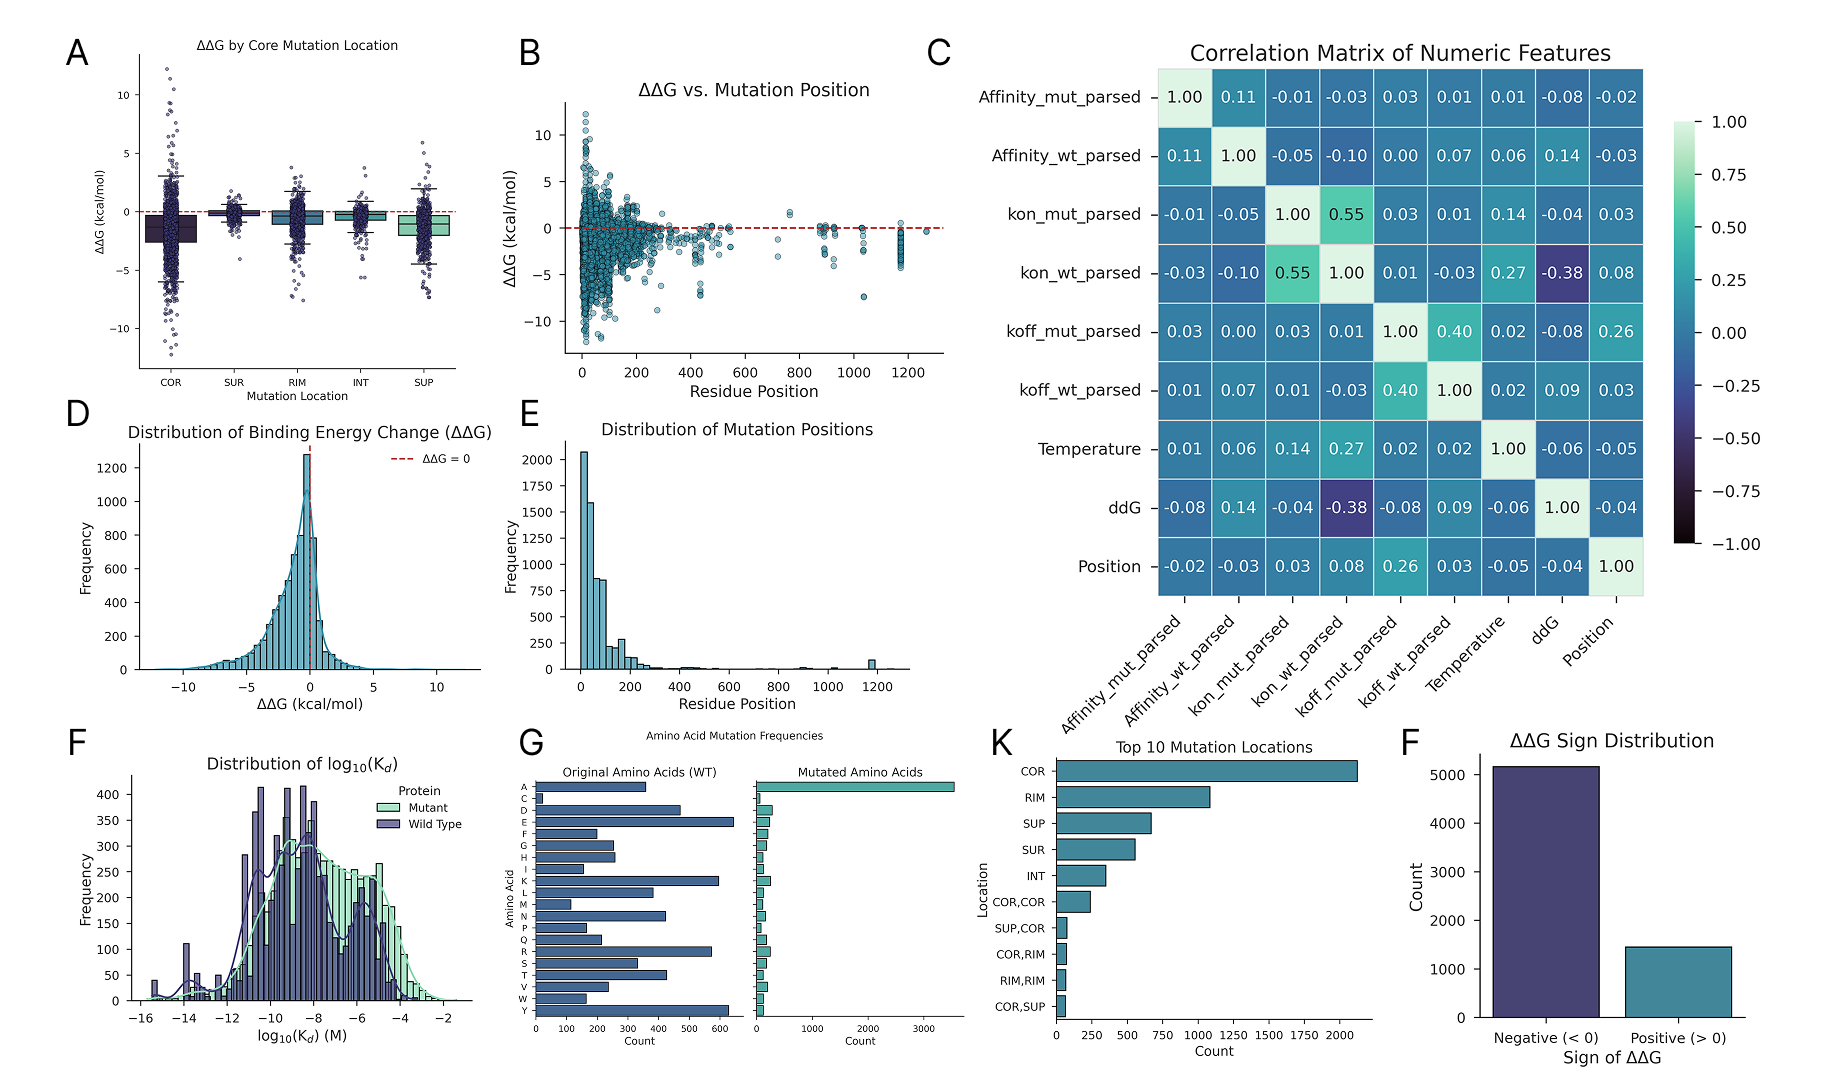 A
ΔΔG by Core Mutation Location
ΔΔG (kcal/mol)
10
5
0
−5
−10
COR SUR RIM INT SUP
Mutation Location
B
ΔΔG vs. Mutation Position
ΔΔG (kcal/mol)
10
5
0
−5
−10
0 200 400 600 800 1000 1200
Residue Position
C
Correlation Matrix of Numeric Features
Affinity_mut_parsed 1.00 0.11 -0.01 -0.03 0.03 0.01 0.01 -0.08 -0.02
Affinity_wt_parsed 0.11 1.00 -0.05 -0.10 0.00 0.07 0.06 0.14 -0.03
kon_mut_parsed -0.01 -0.05 1.00 0.55 0.03 0.01 0.14 -0.04 0.03
kon_wt_parsed -0.03 -0.10 0.55 1.00 0.01 -0.03 0.27 -0.38 0.08
koff_mut_parsed 0.03 0.00 0.03 0.01 1.00 0.40 0.02 -0.08 0.26
koff_wt_parsed 0.01 0.07 0.01 -0.03 0.40 1.00 0.02 0.09 0.03
Temperature 0.01 0.06 0.14 0.27 0.02 0.02 1.00 -0.06 -0.05
ddG -0.08 0.14 -0.04 -0.38 -0.08 0.09 -0.06 1.00 -0.04
Position -0.02 -0.03 0.03 0.08 0.26 0.03 -0.05 -0.04 1.00
Affinity_mut_parsed
Affinity_wt_parsed
kon_mut_parsed
kon_wt_parsed
koff_mut_parsed
koff_wt_parsed
Temperature
ddG
Position
1.00
0.75
0.50
0.25
0.00
−0.25
−0.50
−0.75
−1.00
D
Distribution of Binding Energy Change (ΔΔG)
ΔΔG = 0
Frequency
1200
1000
800
600
400
200
0
−10 −5 0 5 10
ΔΔG (kcal/mol)
E
Distribution of Mutation Positions
Frequency
2000
1750
1500
1250
1000
750
500
250
0
0 200 400 600 800 1000 1200
Residue Position
F
Distribution of log₁₀(K_d)
Protein
Mutant
Wild Type
Frequency
400
350
300
250
200
150
100
50
0
−16 −14 −12 −10 −8 −6 −4 −2
log₁₀(K_d) (M)
G
Amino Acid Mutation Frequencies
Original Amino Acids (WT)
Mutated Amino Acids
Amino Acid
A
C
D
E
F
G
H
I
K
L
M
N
P
Q
R
S
T
V
W
Y
0 100 200 300 400 500 600
Count
0 1000 2000 3000
Count
K
Top 10 Mutation Locations
Location
COR
RIM
SUP
SUR
INT
COR,COR
SUP,COR
COR,RIM
RIM,RIM
COR,SUP
0 250 500 750 1000 1250 1500 1750 2000
Count
F
ΔΔG Sign Distribution
Count
5000
4000
3000
2000
1000
0
Negative (< 0) Positive (> 0)
Sign of ΔΔG